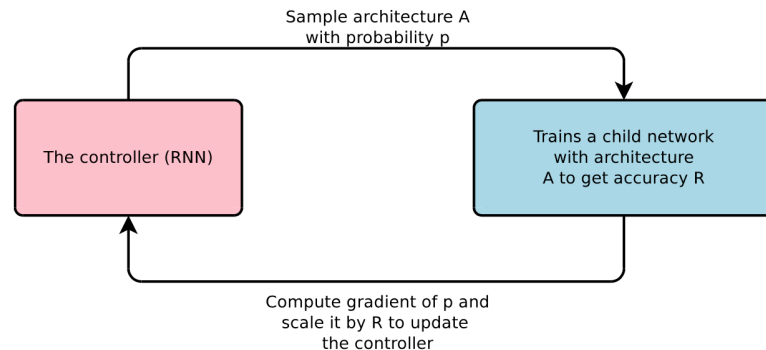 Sample architecture A
with probability p
The controller (RNN)
Trains a child network
with architecture
A to get accuracy R
Compute gradient of p and
scale it by R to update
the controller